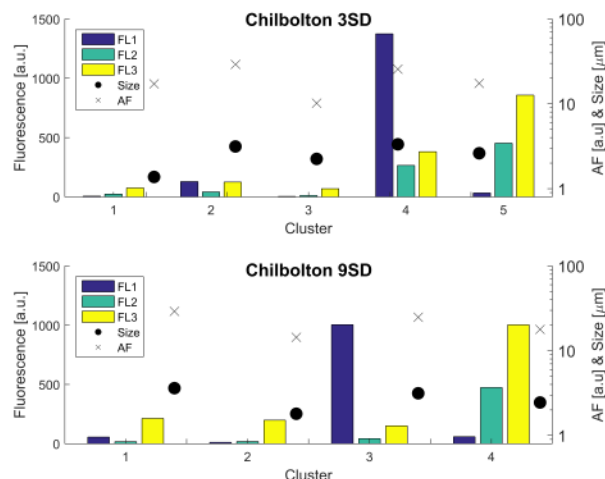 Chilbolton 3SD
1500
1000
500
0
Fluorescence [a.u.]
FL1
FL2
FL3
Size
AF
100
10
1
AF [a.u] & Size [μm]
1 2 3 4 5
Cluster
Chilbolton 9SD
1500
1000
500
0
Fluorescence [a.u.]
FL1
FL2
FL3
Size
AF
100
10
1
AF [a.u] & Size [μm]
1 2 3 4
Cluster